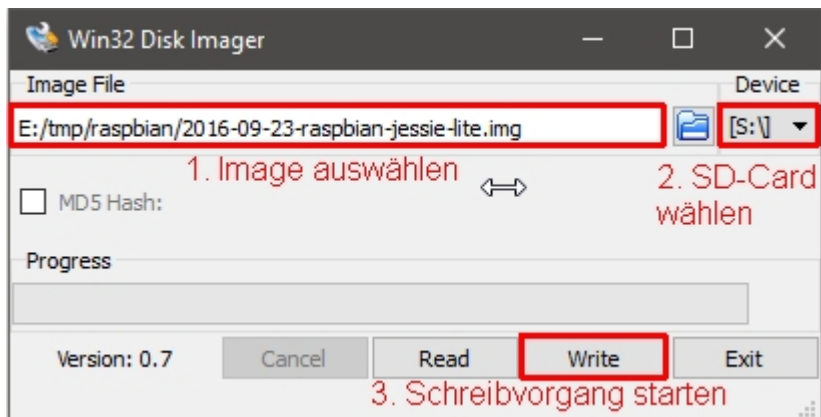 Win32 Disk Imager
Image File
Device
E:/tmp/raspbian/2016-09-23-raspbian-jessie-lite.img
[S:\]
1. Image auswählen
2. SD-Card
wählen
MD5 Hash:
Progress
Version: 0.7
Cancel
Read
Write
Exit
3. Schreibvorgang starten